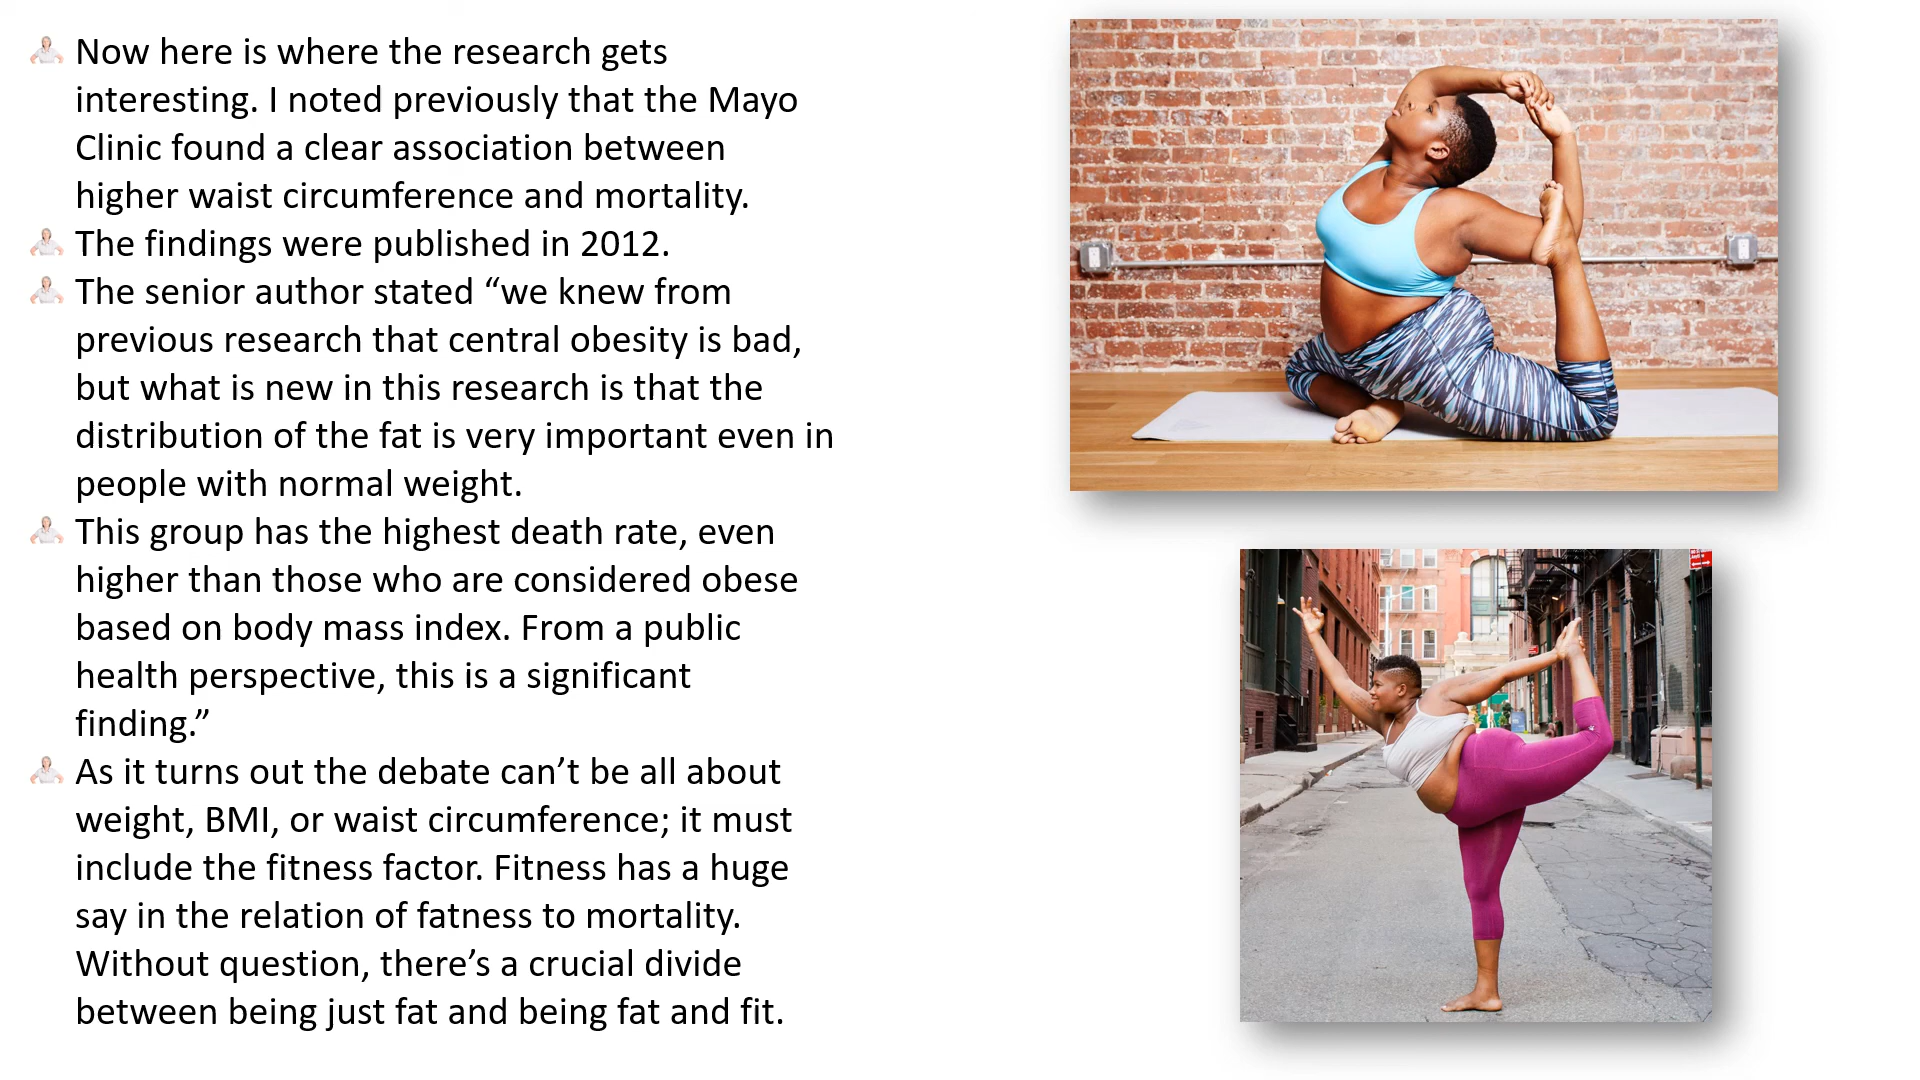 Now here is where the research gets
interesting. I noted previously that the Mayo
Clinic found a clear association between
higher waist circumference and mortality.
The findings were published in 2012.
The senior author stated “we knew from
previous research that central obesity is bad,
but what is new in this research is that the
distribution of the fat is very important even in
people with normal weight.
This group has the highest death rate, even
higher than those who are considered obese
based on body mass index. From a public
health perspective, this is a significant
finding.”
As it turns out the debate can’t be all about
weight, BMI, or waist circumference; it must
include the fitness factor. Fitness has a huge
say in the relation of fatness to mortality.
Without question, there’s a crucial divide
between being just fat and being fat and fit.